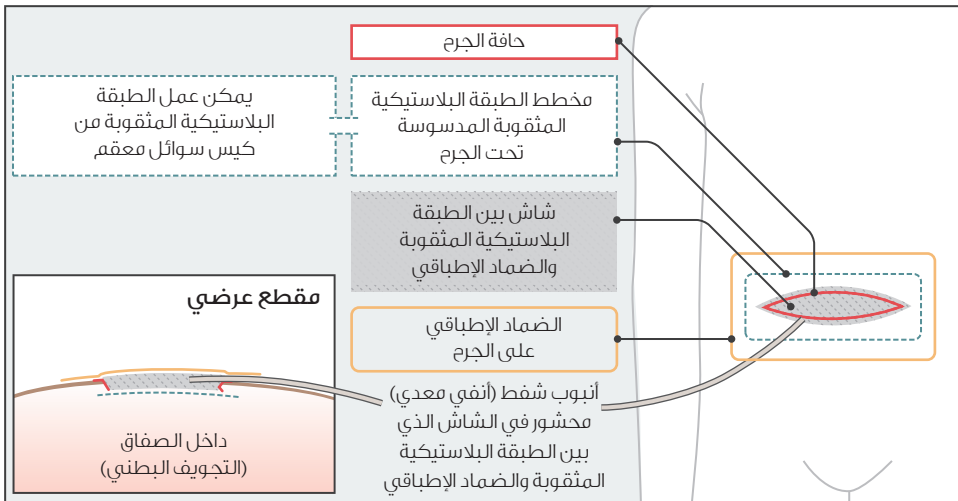 حافة الجرح
مخطط الطبقة البلاستيكية
المثقوبة المدسوسة
تحت الجرح
يمكن عمل الطبقة
البلاستيكية المثقوبة من
كيس سوائل معقم
شاش بين الطبقة
البلاستيكية المثقوبة
والضماد الإطباقي
الضماد الإطباقي
على الجرح
أنبوب شفط (أنفي معدي)
محشور في الشاش الذي
بين الطبقة البلاستيكية
المثقوبة والضماد الإطباقي
مقطع عرضي
داخل الصفاق
(التجويف البطني)